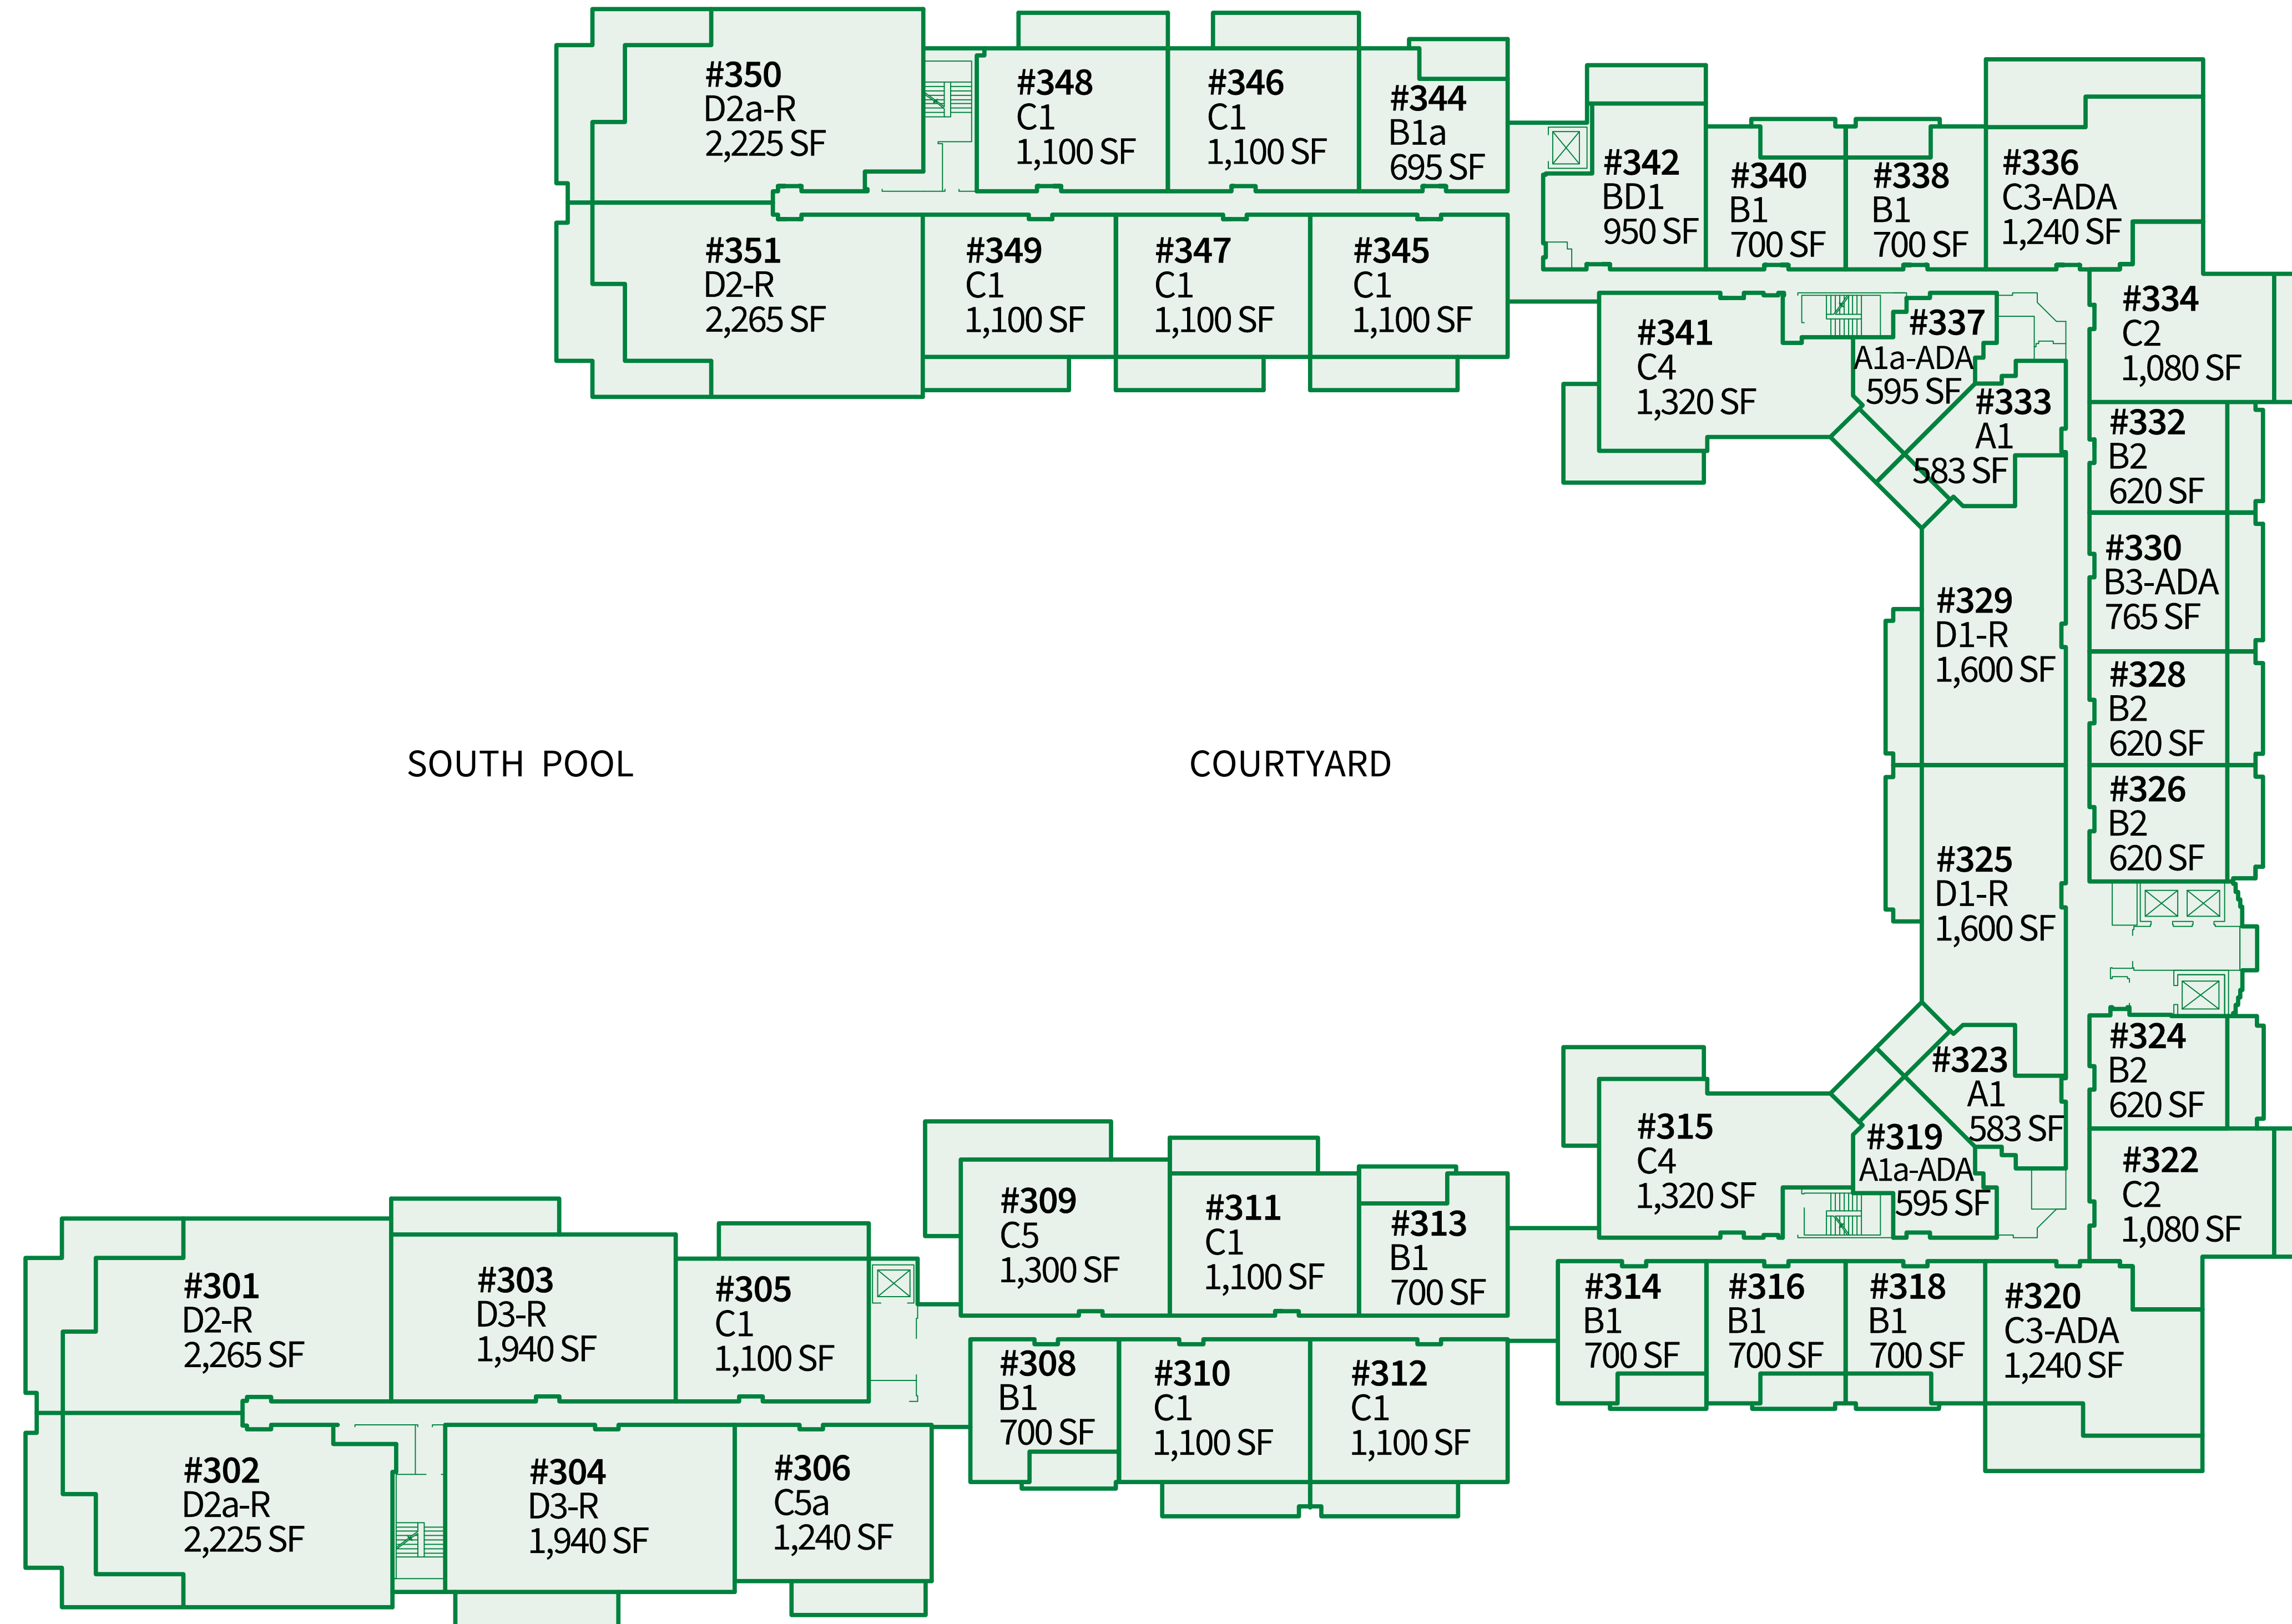 #350
D2a-R
2,225 SF
#348
C1
1,100 SF
#346
C1
1,100 SF
#344
B1a
695 SF
#342
BD1
950 SF
#340
B1
700 SF
#338
B1
700 SF
#336
C3-ADA
1,240 SF
#351
D2-R
2,265 SF
#349
C1
1,100 SF
#347
C1
1,100 SF
#345
C1
1,100 SF
#341
C4
1,320 SF
#337
A1a-ADA
595 SF
#333
A1
583 SF
#334
C2
1,080 SF
#332
B2
620 SF
#330
B3-ADA
765 SF
#329
D1-R
1,600 SF
#328
B2
620 SF
SOUTH POOL
COURTYARD
#326
B2
620 SF
#325
D1-R
1,600 SF
#324
B2
620 SF
#323
A1
583 SF
#315
C4
1,320 SF
#319
A1a-ADA
595 SF
#322
C2
1,080 SF
#309
C5
1,300 SF
#311
C1
1,100 SF
#313
B1
700 SF
#301
D2-R
2,265 SF
#303
D3-R
1,940 SF
#305
C1
1,100 SF
#314
B1
700 SF
#316
B1
700 SF
#318
B1
700 SF
#320
C3-ADA
1,240 SF
#308
B1
700 SF
#310
C1
1,100 SF
#312
C1
1,100 SF
#302
D2a-R
2,225 SF
#304
D3-R
1,940 SF
#306
C5a
1,240 SF